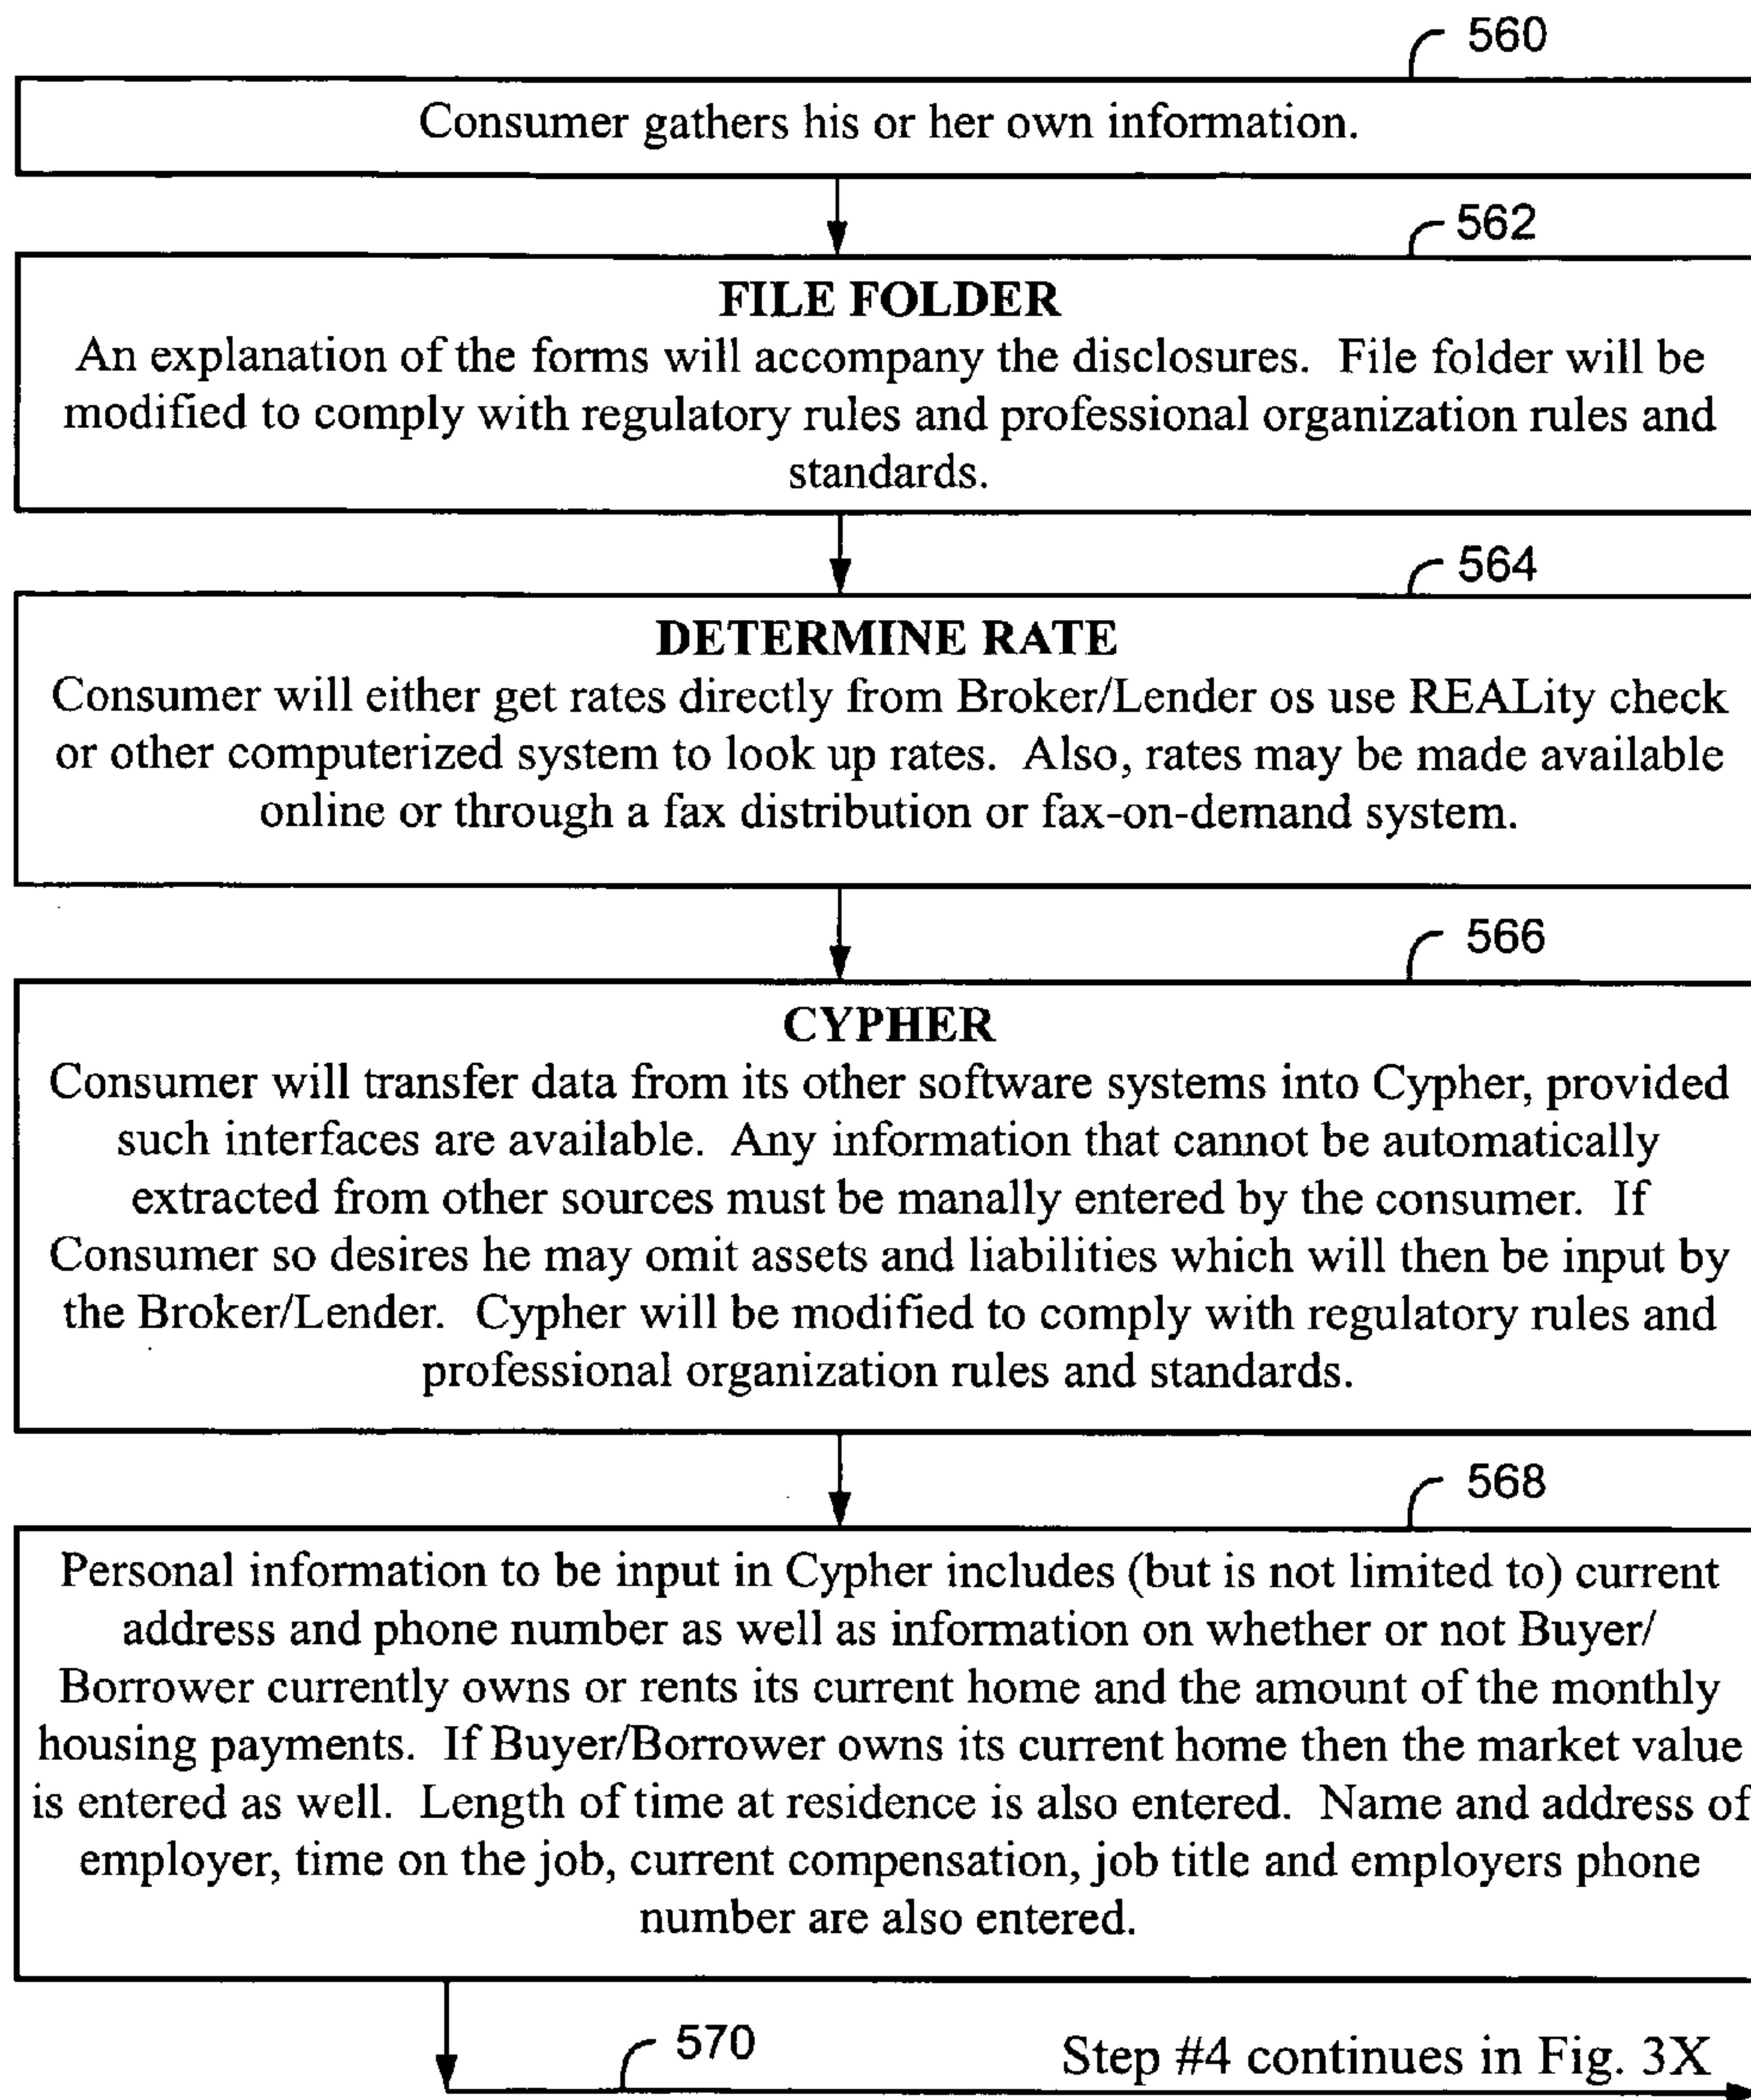 560
Consumer gathers his or her own information.
562
FILE FOLDER
An explanation of the forms will accompany the disclosures. File folder will be
modified to comply with regulatory rules and professional organization rules and
standards.
564
DETERMINE RATE
Consumer will either get rates directly from Broker/Lender os use REALity check
or other computerized system to look up rates. Also, rates may be made available
online or through a fax distribution or fax-on-demand system.
566
CYPHER
Consumer will transfer data from its other software systems into Cypher, provided
such interfaces are available. Any information that cannot be automatically
extracted from other sources must be manally entered by the consumer. If
Consumer so desires he may omit assets and liabilities which will then be input by
the Broker/Lender. Cypher will be modified to comply with regulatory rules and
professional organization rules and standards.
568
Personal information to be input in Cypher includes (but is not limited to) current
address and phone number as well as information on whether or not Buyer/
Borrower currently owns or rents its current home and the amount of the monthly
housing payments. If Buyer/Borrower owns its current home then the market value
is entered as well. Length of time at residence is also entered. Name and address of
employer, time on the job, current compensation, job title and employers phone
number are also entered.
570
Step #4 continues in Fig. 3X